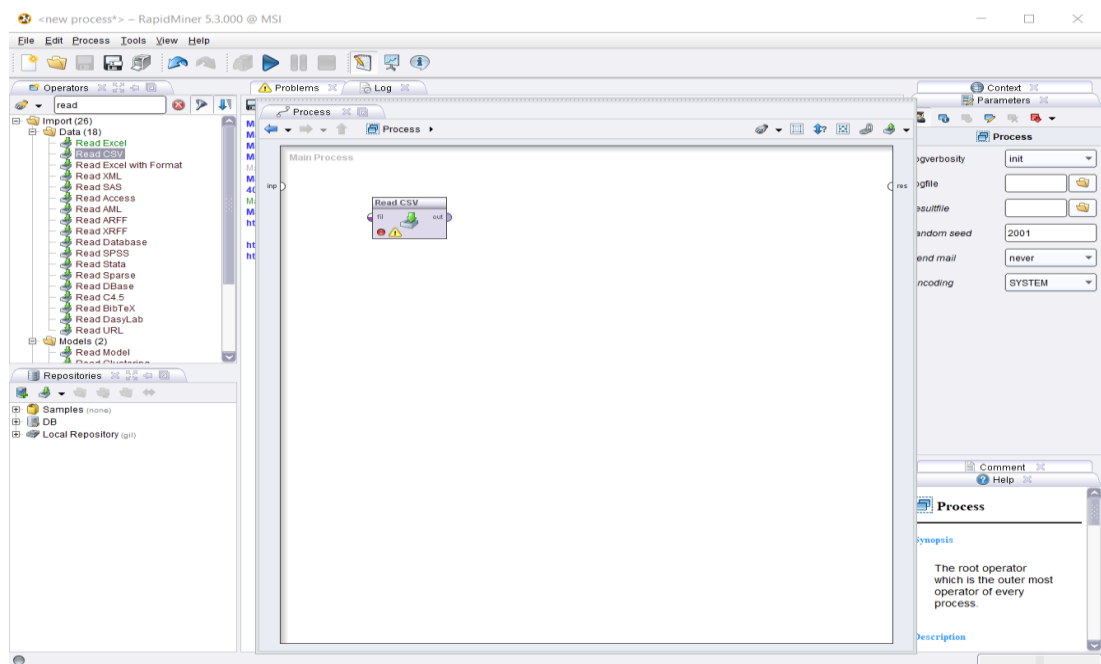 <new process*> – RapidMiner 5.3.000 @ MSI
File Edit Process Tools View Help
Operators
read
Import (26)
Data (18)
Read Excel
Read CSV
Read Excel with Format
Read XML
Read SAS
Read Access
Read AML
Read ARFF
Read XRFF
Read Database
Read SPSS
Read Stata
Read Sparse
Read DBase
Read C4.5
Read BibTeX
Read DasyLab
Read URL
Models (2)
Read Model
Repositories
Samples (none)
DB
Local Repository (gil)
Problems
Log
Process
Process
Main Process
inp
res
Read CSV
fil
out
Context
Parameters
Process
ogverbosity
init
ogfile
esultfile
andom seed
2001
end mail
never
ncoding
SYSTEM
Comment
Help
Process
Synopsis
The root operator
which is the outer most
operator of every
process.
Description